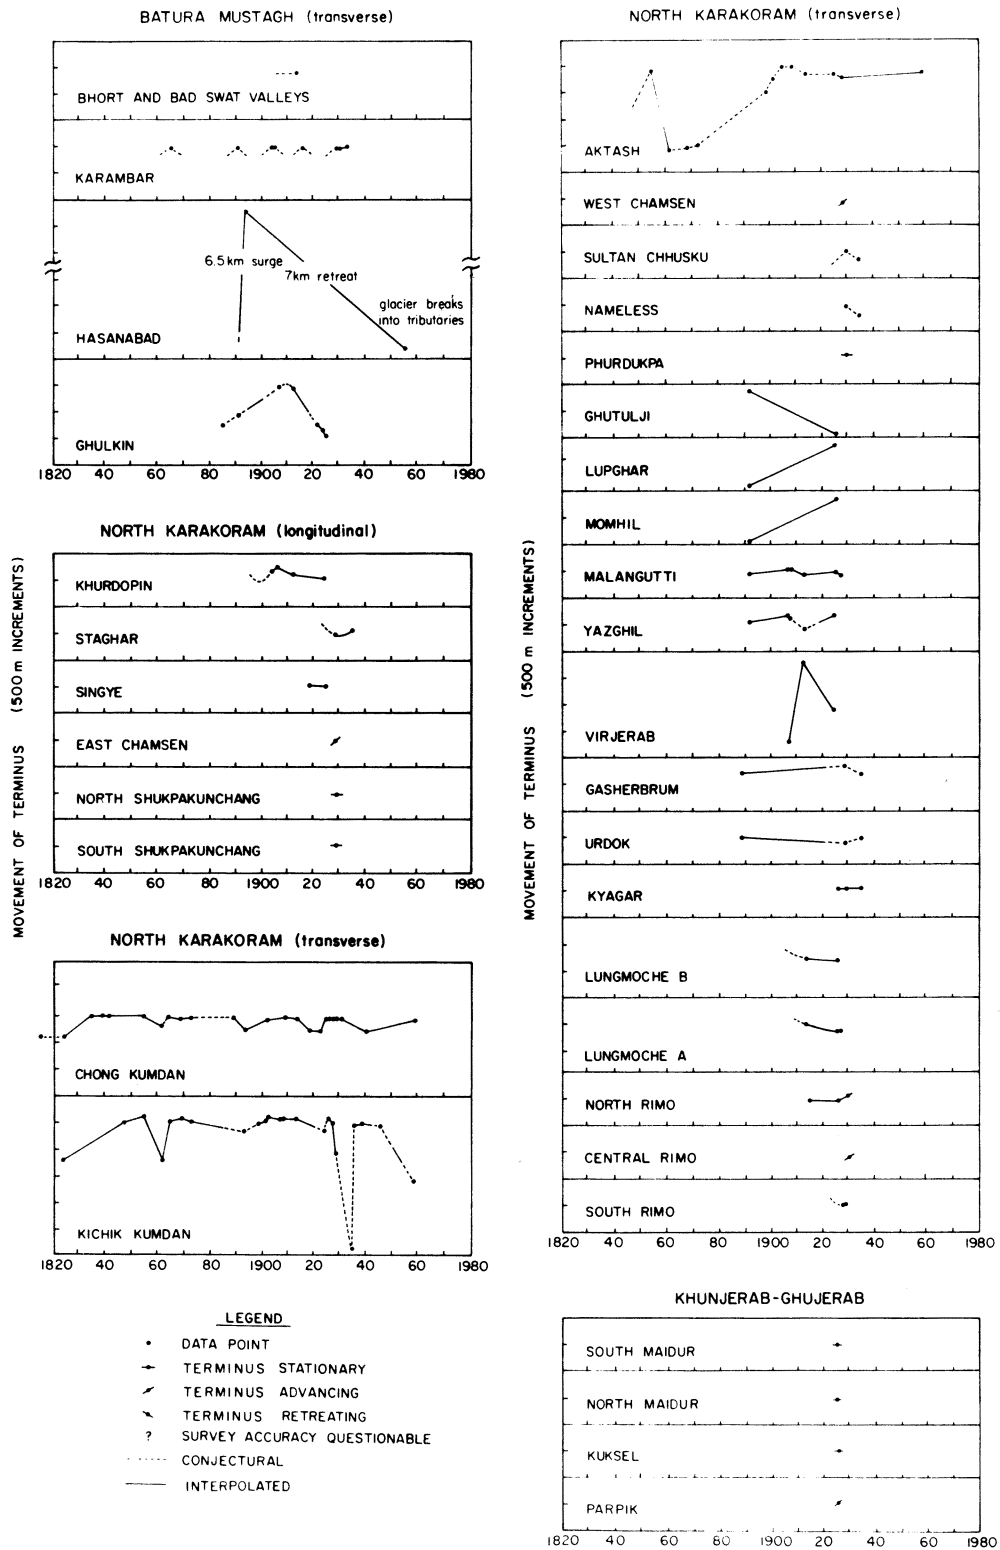 BATURA MUSTAGH (transverse)
BHORT AND BAD SWAT VALLEYS
KARAMBAR
6.5km surge
7km retreat
glacier breaks
into tributaries
HASANABAD
GHULKIN
1820 40 60 80 1900 20 40 60 1980
NORTH KARAKORAM (longitudinal)
KHURDOPIN
STAGHAR
SINGYE
EAST CHAMSEN
NORTH SHUKPAKUNCHANG
SOUTH SHUKPAKUNCHANG
1820 40 60 80 1900 20 40 60 1980
MOVEMENT OF TERMINUS (500 m INCREMENTS)
NORTH KARAKORAM (transverse)
CHONG KUMDAN
KICHIK KUMDAN
1820 40 60 80 1900 20 40 60 1980
LEGEND
DATA POINT
TERMINUS STATIONARY
TERMINUS ADVANCING
TERMINUS RETREATING
? SURVEY ACCURACY QUESTIONABLE
CONJECTURAL
INTERPOLATED
NORTH KARAKORAM (transverse)
AKTASH
WEST CHAMSEN
SULTAN CHHUSKU
NAMELESS
PHURDUKPA
GHUTULJI
LUPGHAR
MOMHIL
MALANGUTTI
YAZGHIL
VIRJERAB
GASHERBRUM
URDOK
KYAGAR
LUNGMOCHE B
LUNGMOCHE A
NORTH RIMO
CENTRAL RIMO
SOUTH RIMO
1820 40 60 80 1900 20 40 60 1980
MOVEMENT OF TERMINUS (500 m INCREMENTS)
KHUNJERAB-GHUJERAB
SOUTH MAIDUR
NORTH MAIDUR
KUKSEL
PARPIK
1820 40 60 80 1900 20 40 60 1980